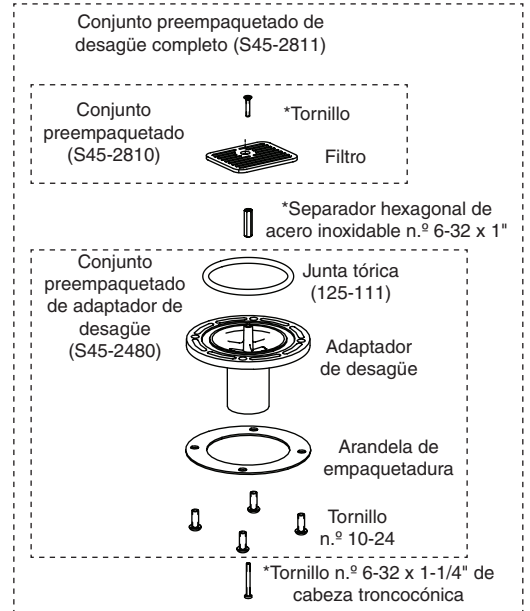 Conjunto preempaquetado de
desagüe completo (S45-2811)
Conjunto
preempaquetado
(S45-2810)
*Tornillo
Filtro
*Separador hexagonal de
acero inoxidable n.º 6-32 x 1"
Conjunto
preempaquetado
de adaptador de
desagüe
(S45-2480)
Junta tórica
(125-111)
Adaptador
de desagüe
Arandela de
empaquetadura
Tornillo
n.º 10-24
*Tornillo n.º 6-32 x 1-1/4" de
cabeza troncocónica